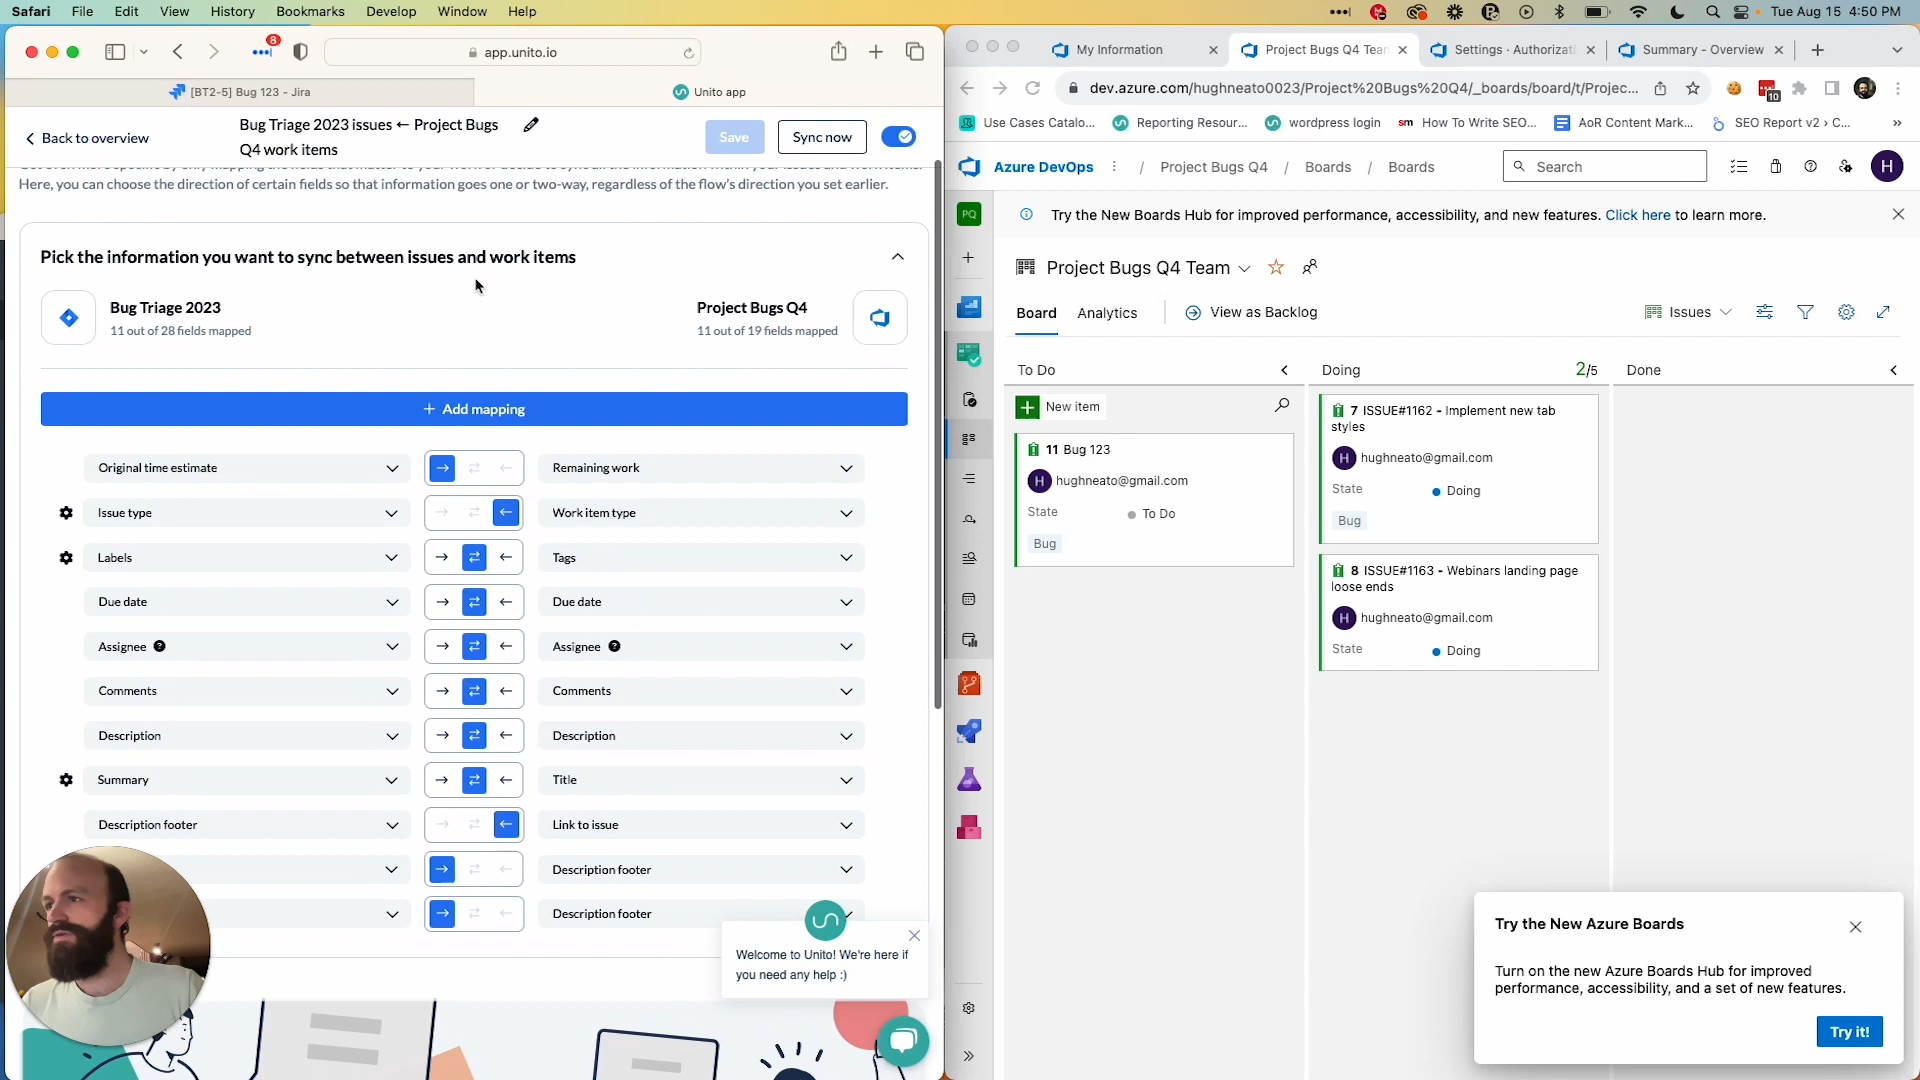 Safari File Edit View History Bookmarks Develop Window Help
Tue Aug 15 4:50 PM
8
app.unito.io
[BT2-5] Bug 123 - Jira
Unito app
Back to overview
Bug Triage 2023 issues ← Project Bugs
Q4 work items
Save
Sync now
Here, you can choose the direction of certain fields so that information goes one or two-way, regardless of the flow's direction you set earlier.
Pick the information you want to sync between issues and work items
Bug Triage 2023
11 out of 28 fields mapped
Project Bugs Q4
11 out of 19 fields mapped
+ Add mapping
Original time estimate → Remaining work
Issue type ← Work item type
Labels Tags
Due date Due date
Assignee ? Assignee ?
Comments Comments
Description Description
Summary Title
Description footer Link to issue
Description footer
Description footer
Welcome to Unito! We're here if
you need any help :)
My Information
Project Bugs Q4 Tear
Settings · Authorizati
Summary - Overview
dev.azure.com/hughneato0023/Project%20Bugs%20Q4/_boards/board/t/Projec...
10
Use Cases Catalo...
Reporting Resour...
wordpress login
sm How To Write SEO...
AoR Content Mark...
SEO Report v2 › C...
»
Azure DevOps / Project Bugs Q4 / Boards / Boards
Search
H
PQ
Try the New Boards Hub for improved performance, accessibility, and new features. Click here to learn more.
Project Bugs Q4 Team
Board
Analytics
View as Backlog
Issues
To Do
Doing
2/5
Done
New item
11 Bug 123
H hughneato@gmail.com
State To Do
Bug
7 ISSUE#1162 - Implement new tab
styles
H hughneato@gmail.com
State Doing
Bug
8 ISSUE#1163 - Webinars landing page
loose ends
H hughneato@gmail.com
State Doing
Try the New Azure Boards
Turn on the new Azure Boards Hub for improved
performance, accessibility, and a set of new features.
Try it!